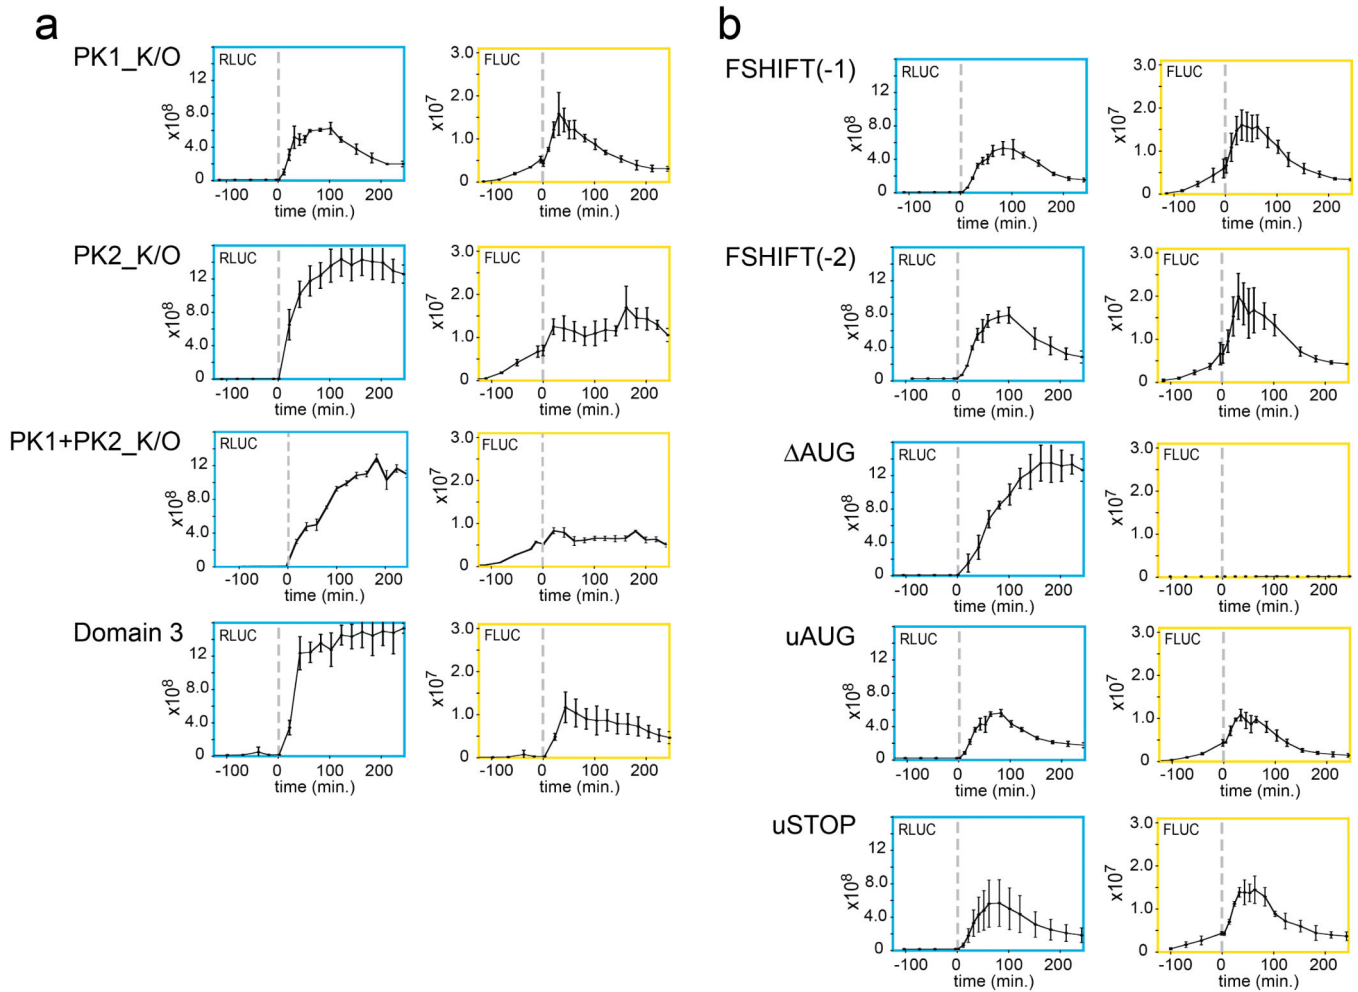 a
PK1_K/O
RLUC
12
8.0
4.0
0
x10⁸
-100 0 100 200
time (min.)
FLUC
3.0
2.0
1.0
0
x10⁷
-100 0 100 200
time (min.)
PK2_K/O
RLUC
12
8.0
4.0
0
x10⁸
-100 0 100 200
time (min.)
FLUC
3.0
2.0
1.0
0
x10⁷
-100 0 100 200
time (min.)
PK1+PK2_K/O
RLUC
12
8.0
4.0
0
x10⁸
-100 0 100 200
time (min.)
FLUC
3.0
2.0
1.0
0
x10⁷
-100 0 100 200
time (min.)
Domain 3
RLUC
12
8.0
4.0
0
x10⁸
-100 0 100 200
time (min.)
FLUC
3.0
2.0
1.0
0
x10⁷
-100 0 100 200
time (min.)
b
FSHIFT(-1)
RLUC
12
8.0
4.0
0
x10⁸
-100 0 100 200
time (min.)
FLUC
3.0
2.0
1.0
0
x10⁷
-100 0 100 200
time (min.)
FSHIFT(-2)
RLUC
12
8.0
4.0
0
x10⁸
-100 0 100 200
time (min.)
FLUC
3.0
2.0
1.0
0
x10⁷
-100 0 100 200
time (min.)
ΔAUG
RLUC
12
8.0
4.0
0
x10⁸
-100 0 100 200
time (min.)
FLUC
3.0
2.0
1.0
0
x10⁷
-100 0 100 200
time (min.)
uAUG
RLUC
12
8.0
4.0
0
x10⁸
-100 0 100 200
time (min.)
FLUC
3.0
2.0
1.0
0
x10⁷
-100 0 100 200
time (min.)
uSTOP
RLUC
12
8.0
4.0
0
x10⁸
-100 0 100 200
time (min.)
FLUC
3.0
2.0
1.0
0
x10⁷
-100 0 100 200
time (min.)